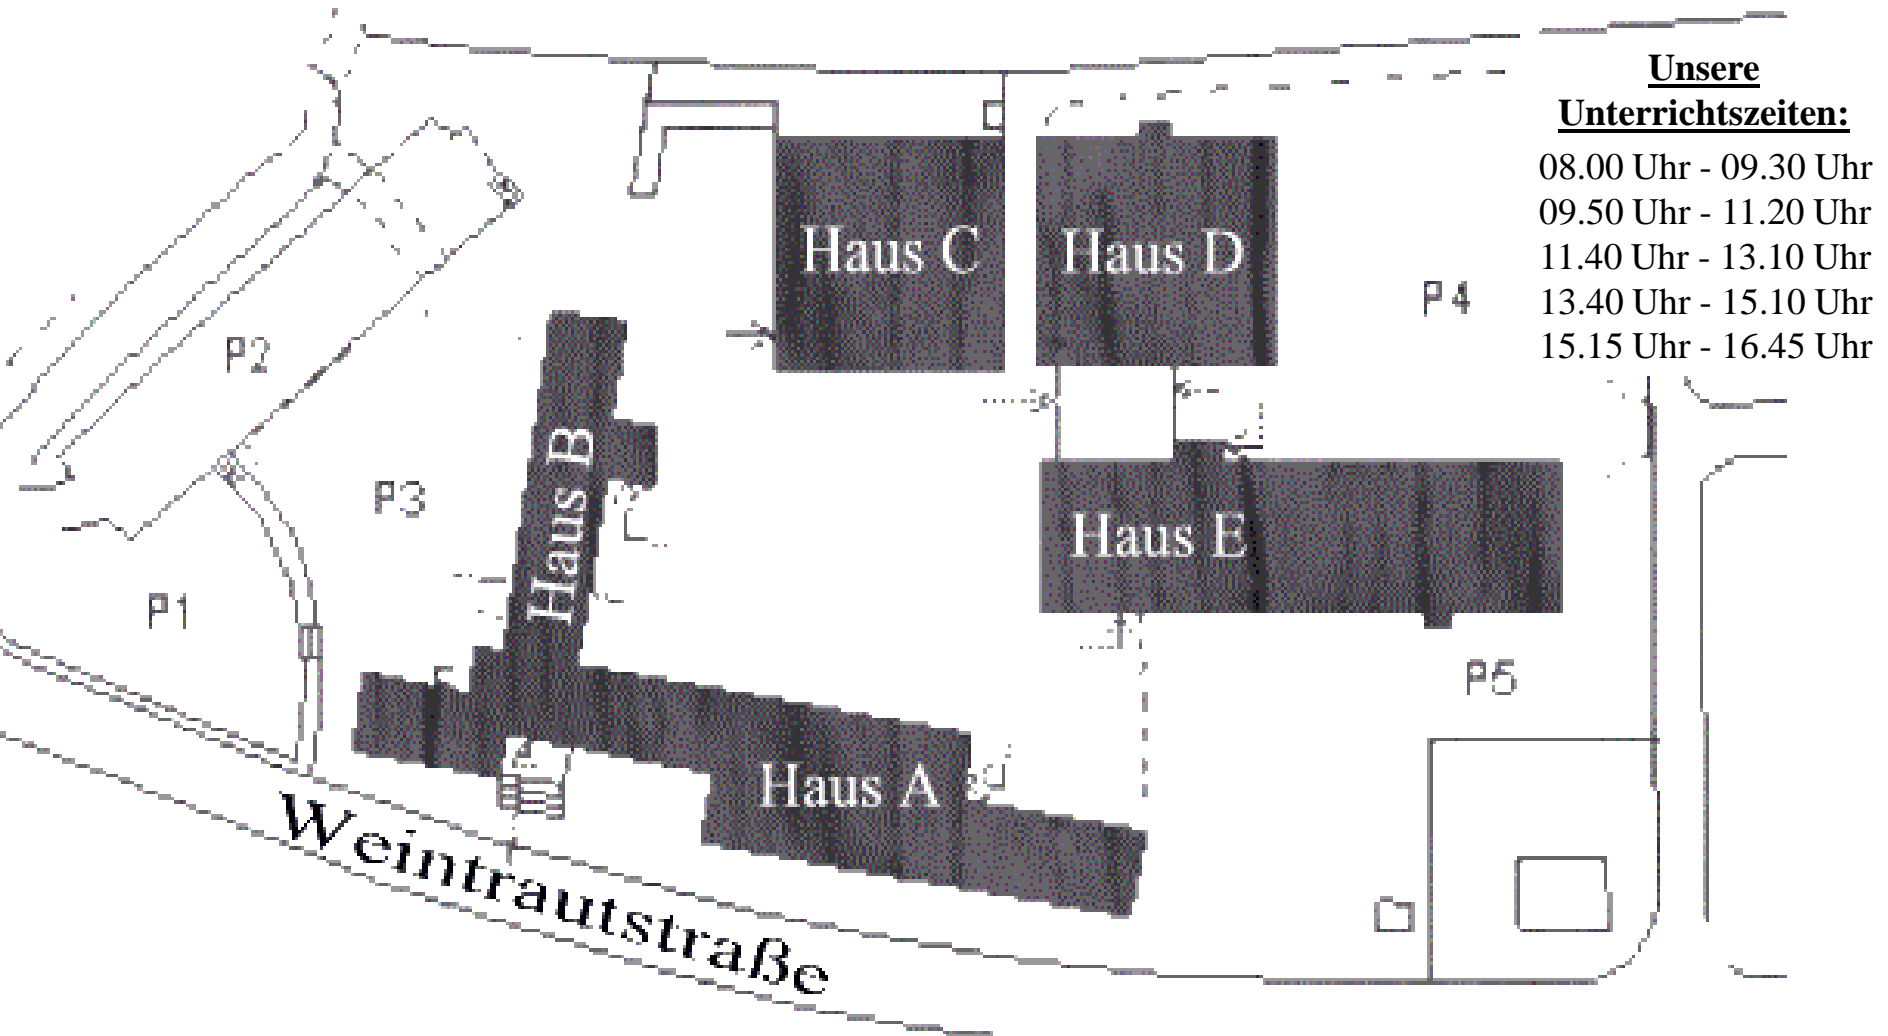 Unsere
Unterrichtszeiten:
08.00 Uhr - 09.30 Uhr
09.50 Uhr - 11.20 Uhr
11.40 Uhr - 13.10 Uhr
13.40 Uhr - 15.10 Uhr
15.15 Uhr - 16.45 Uhr
Haus C
Haus D
P4
P2
Haus B
P3
Haus E
P1
P5
Haus A
Weintrautstraße